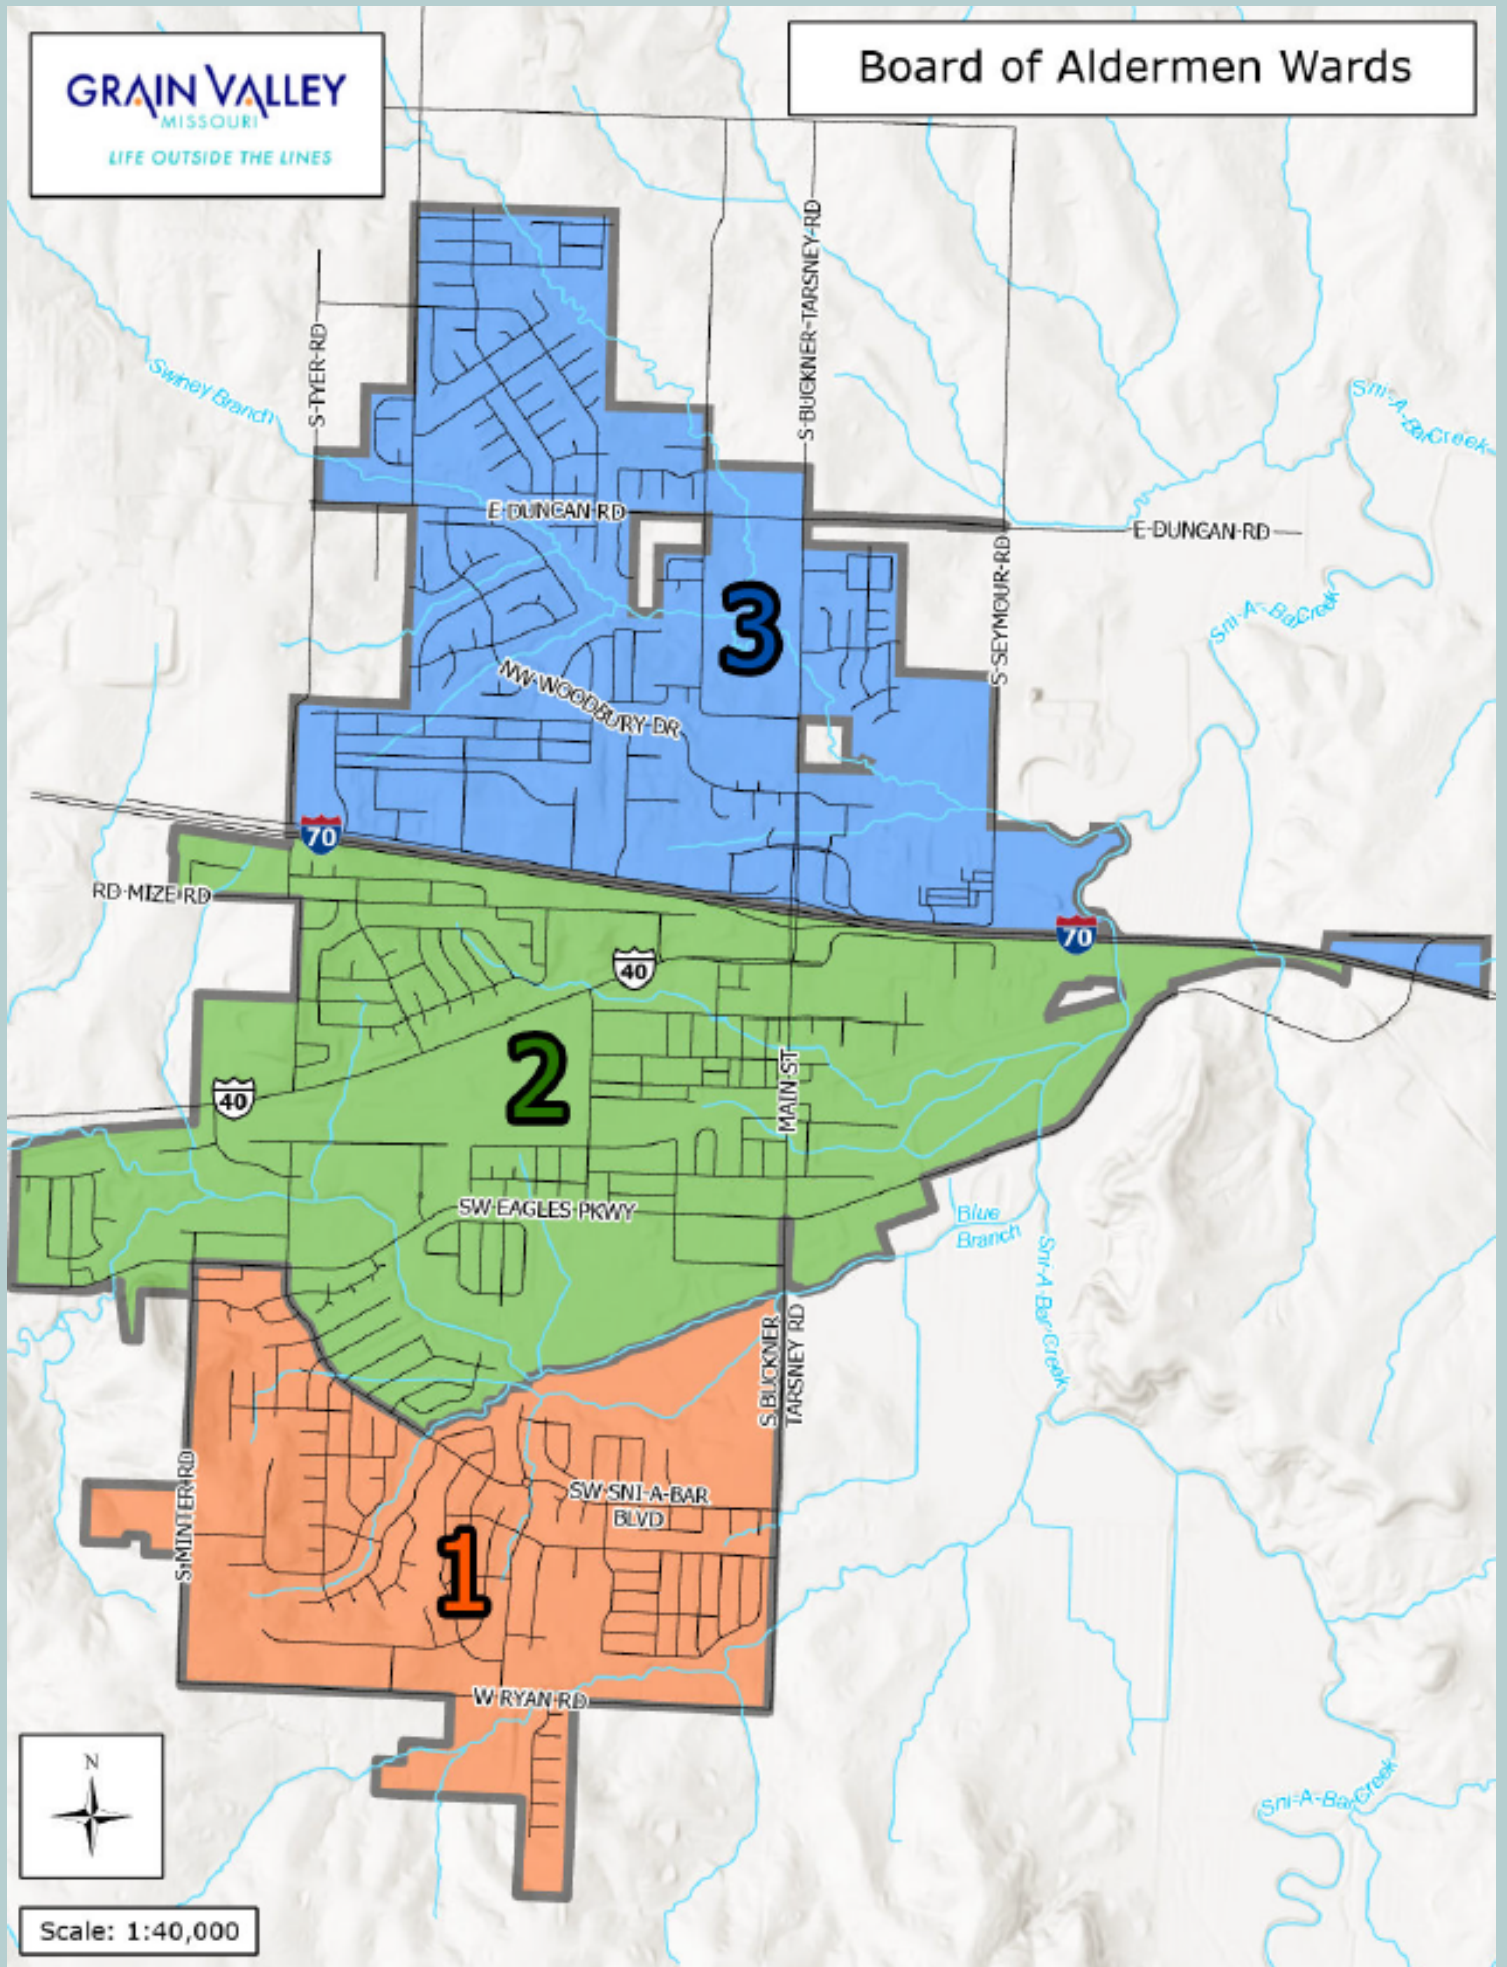 GRAIN VALLEY
MISSOURI
LIFE OUTSIDE THE LINES
Board of Aldermen Wards
S-BUCKNER-TARSNEY-RD
S-TYER-RD
Swiney Branch
Sni-A-Bar Creek
E-DUNCAN-RD
E-DUNCAN-RD
S-SEYMOUR-RD
Sni-A-Bar Creek
3
NW-WOODBURY-DR
70
RD-MIZE-RD
70
40
2
40
MAIN-ST
SW-EAGLES-PKWY
Blue
Branch
Sni-A-Bar-Creek
S BUCKNER
TARSNEY RD
S-MINTER-RD
SW-SNI-A-BAR
BLVD
1
W-RYAN-RD
N
Sni-A-Bar Creek
Scale: 1:40,000